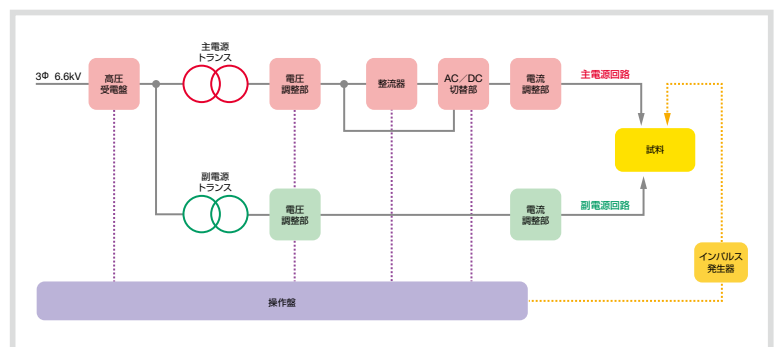 主電源
トランス
3Φ 6.6kV
高圧
受電盤
電圧
調整部
整流器
AC／DC
切替部
電流
調整部
主電源回路
試料
副電源
トランス
電圧
調整部
電流
調整部
副電源回路
インパルス
発生器
操作盤